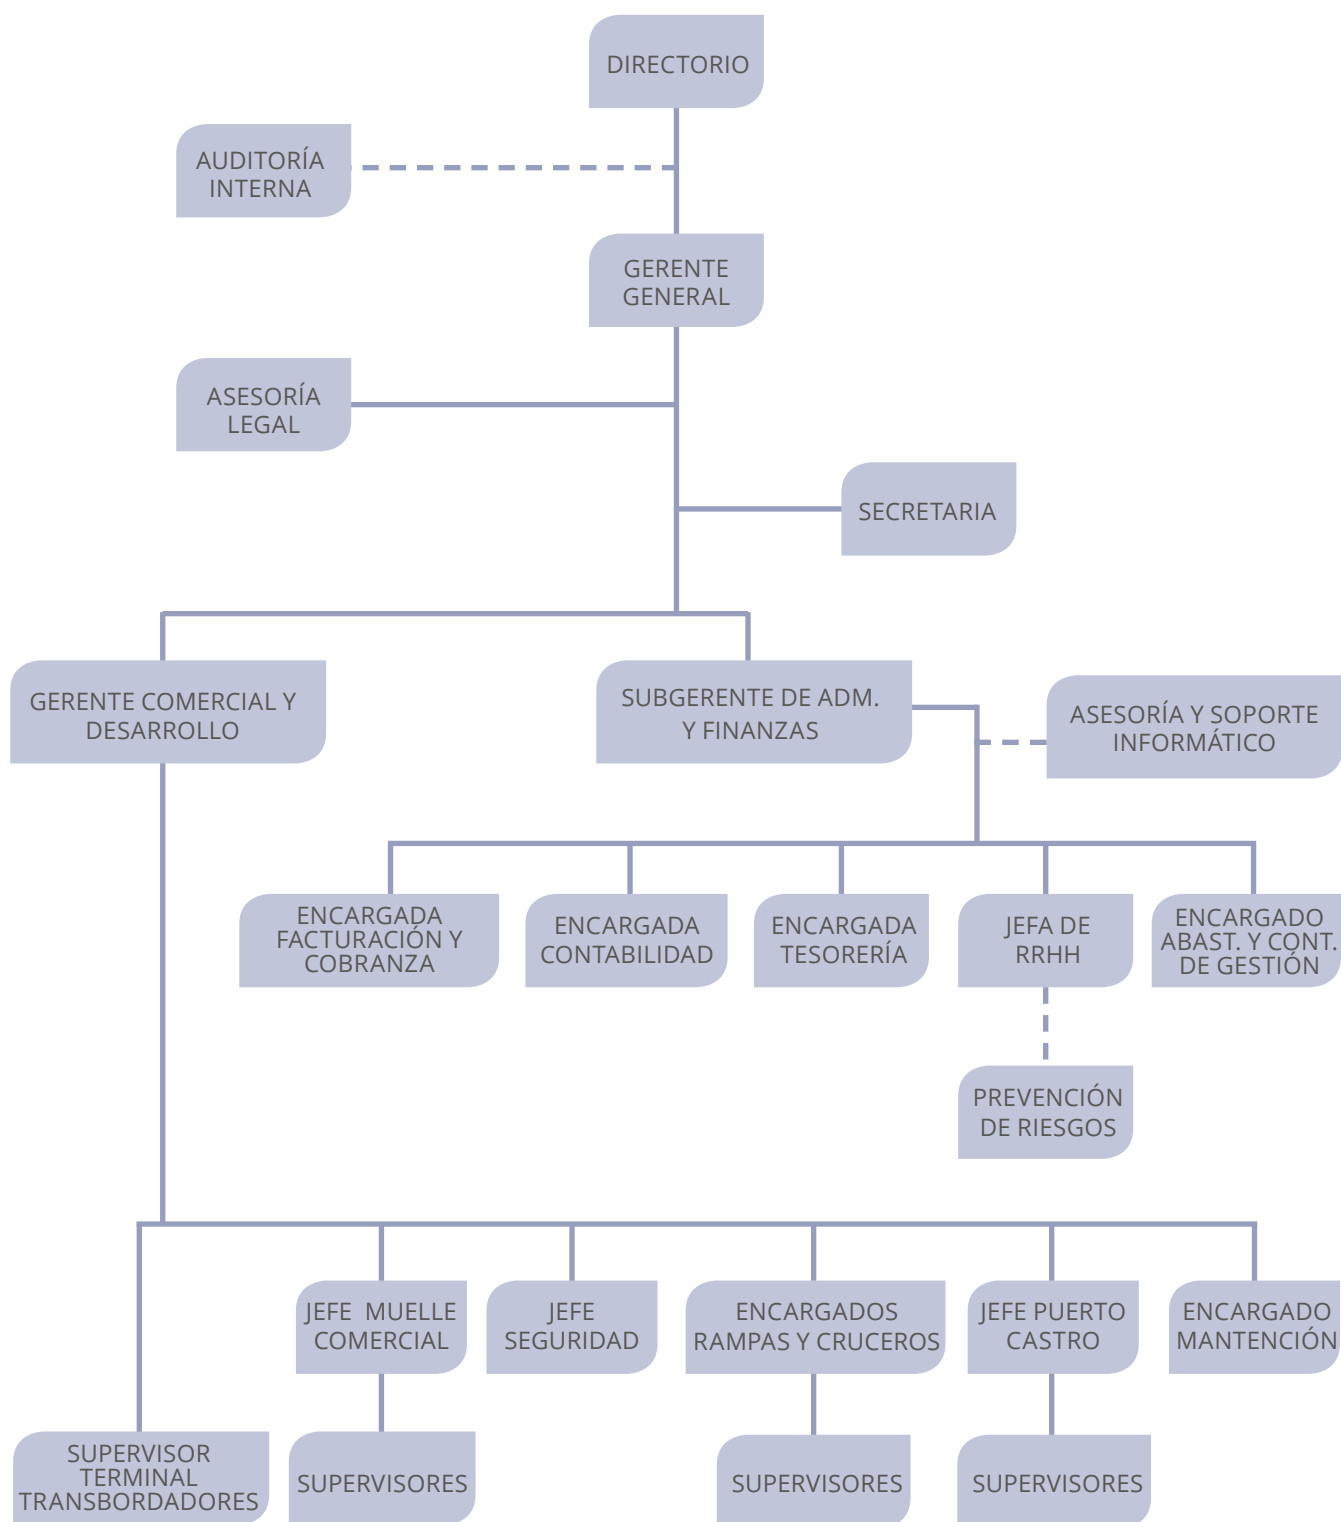 DIRECTORIO
AUDITORÍA
INTERNA
GERENTE
GENERAL
ASESORÍA
LEGAL
SECRETARIA
GERENTE COMERCIAL Y
DESARROLLO
SUBGERENTE DE ADM.
Y FINANZAS
ASESORÍA Y SOPORTE
INFORMÁTICO
ENCARGADA
FACTURACIÓN Y
COBRANZA
ENCARGADA
CONTABILIDAD
ENCARGADA
TESORERÍA
JEFA DE
RRHH
ENCARGADO
ABAST. Y CONT.
DE GESTIÓN
PREVENCIÓN
DE RIESGOS
JEFE MUELLE
COMERCIAL
JEFE
SEGURIDAD
ENCARGADOS
RAMPAS Y CRUCEROS
JEFE PUERTO
CASTRO
ENCARGADO
MANTENCIÓN
SUPERVISOR
TERMINAL
TRANSBORDADORES
SUPERVISORES
SUPERVISORES
SUPERVISORES